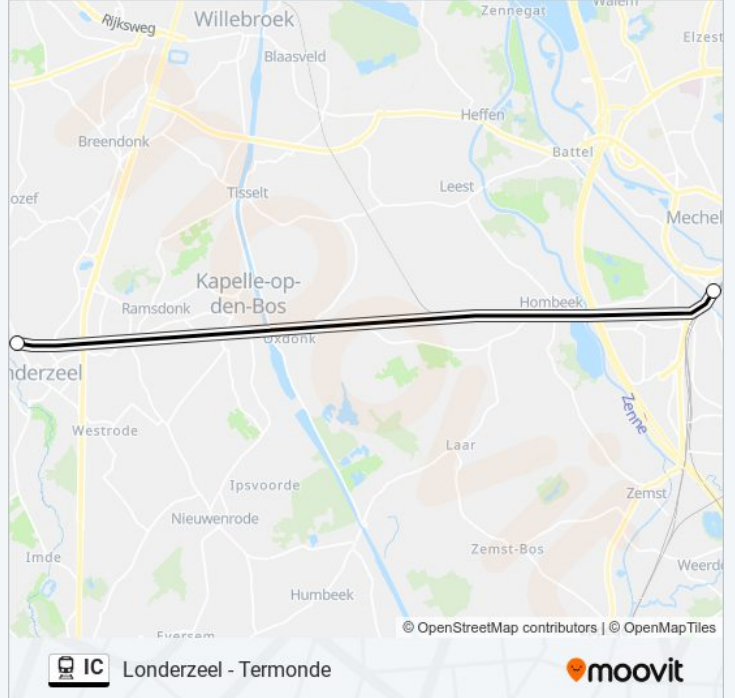 Willebroek
Zennegat
Walem
Rijksweg
Elzest
Blaasveld
Heffen
Breendonk
Battel
Leest
Tisselt
ozef
Mechel
Kapelle-op-
den-Bos
Ramsdonk
Hombeek
Oxdonk
nderzeel
Zenne
Westrode
Laar
Ipsvoorde
Zemst
Nieuwenrode
Zemst-Bos
Imde
Weerde
Humbeek
Eversem
© OpenStreetMap contributors | © OpenMapTiles
IC Londerzeel - Termonde
moovit